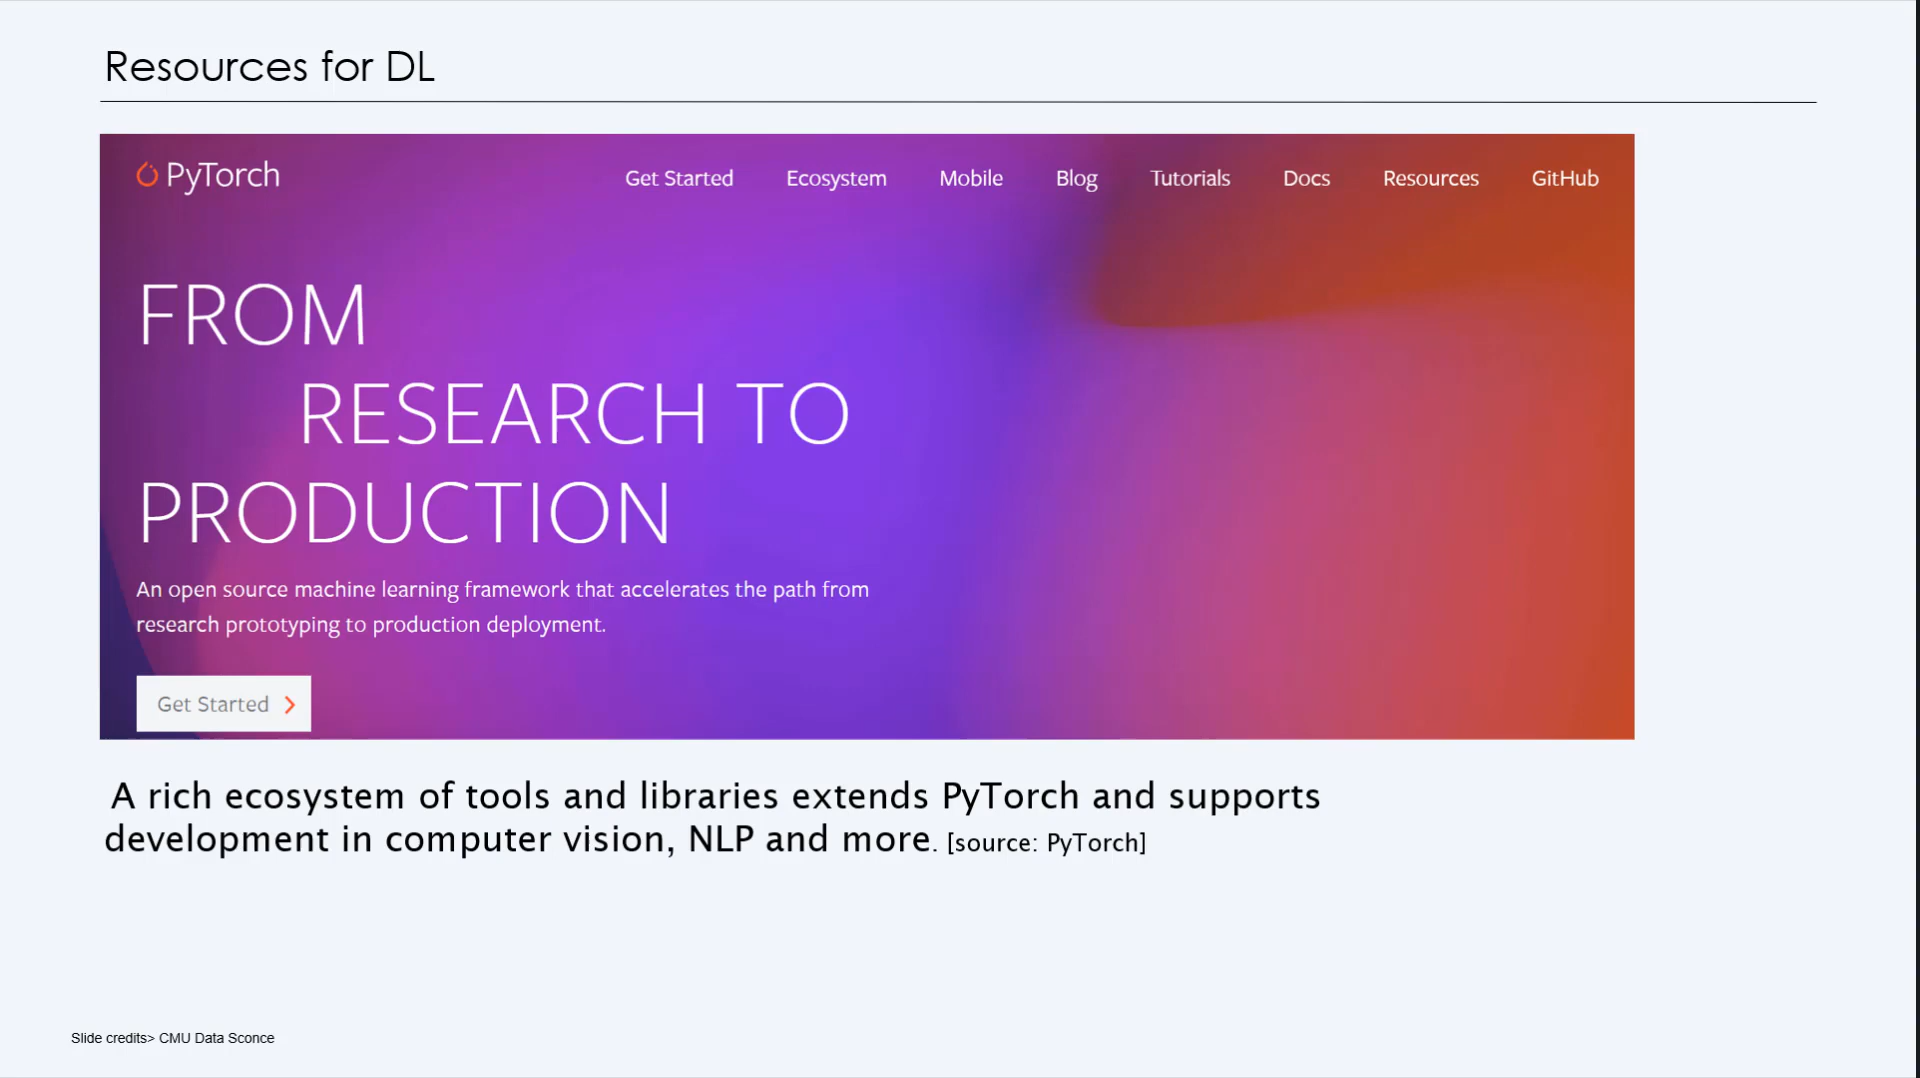 Resources for DL
PyTorch
Get Started Ecosystem Mobile Blog Tutorials Docs Resources GitHub
FROM
RESEARCH TO
PRODUCTION
An open source machine learning framework that accelerates the path from
research prototyping to production deployment.
Get Started >
A rich ecosystem of tools and libraries extends PyTorch and supports
development in computer vision, NLP and more. [source: PyTorch]
Slide credits> CMU Data Sconce